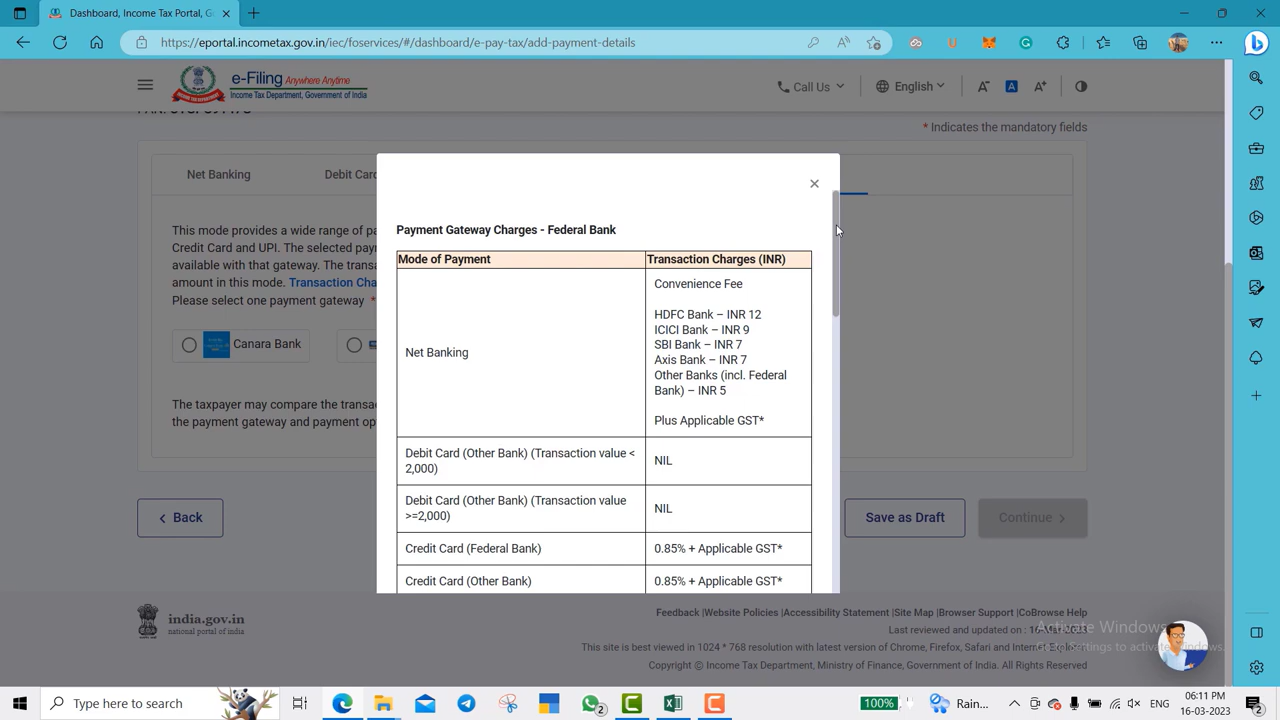 Dashboard, Income Tax Portal, G
https://eportal.incometax.gov.in/iec/foservices/#/dashboard/e-pay-tax/add-payment-details
e-Filing Anywhere Anytime
Income Tax Department, Government of India
Call Us
English
A- A A+
* Indicates the mandatory fields
Net Banking
Debit Card
This mode provides a wide range of pa
Credit Card and UPI. The selected paym
available with that gateway. The transa
amount in this mode. Transaction Cha
Please select one payment gateway *
Canara Bank
The taxpayer may compare the transac
the payment gateway and payment op
Payment Gateway Charges - Federal Bank
Mode of Payment
Transaction Charges (INR)
Net Banking
Convenience Fee
HDFC Bank – INR 12
ICICI Bank – INR 9
SBI Bank – INR 7
Axis Bank – INR 7
Other Banks (incl. Federal
Bank) – INR 5
Plus Applicable GST*
Debit Card (Other Bank) (Transaction value <
2,000)
NIL
Debit Card (Other Bank) (Transaction value
>=2,000)
NIL
Credit Card (Federal Bank)
0.85% + Applicable GST*
Credit Card (Other Bank)
0.85% + Applicable GST*
< Back
Save as Draft
Continue >
india.gov.in
national portal of india
Feedback |Website Policies |Accessibility Statement |Site Map |Browser Support |CoBrowse Help
Last reviewed and updated on : 16-
This site is best viewed in 1024 * 768 resolution with latest version of Chrome, Firefox, Safari and
Copyright © Income Tax Department, Ministry of Finance, Government of India. All Rights Reserved
Activate Windows
Go to Settings to activate Windows.
Type here to search
2
100%
Rain...
06:11 PM
16-03-2023
2